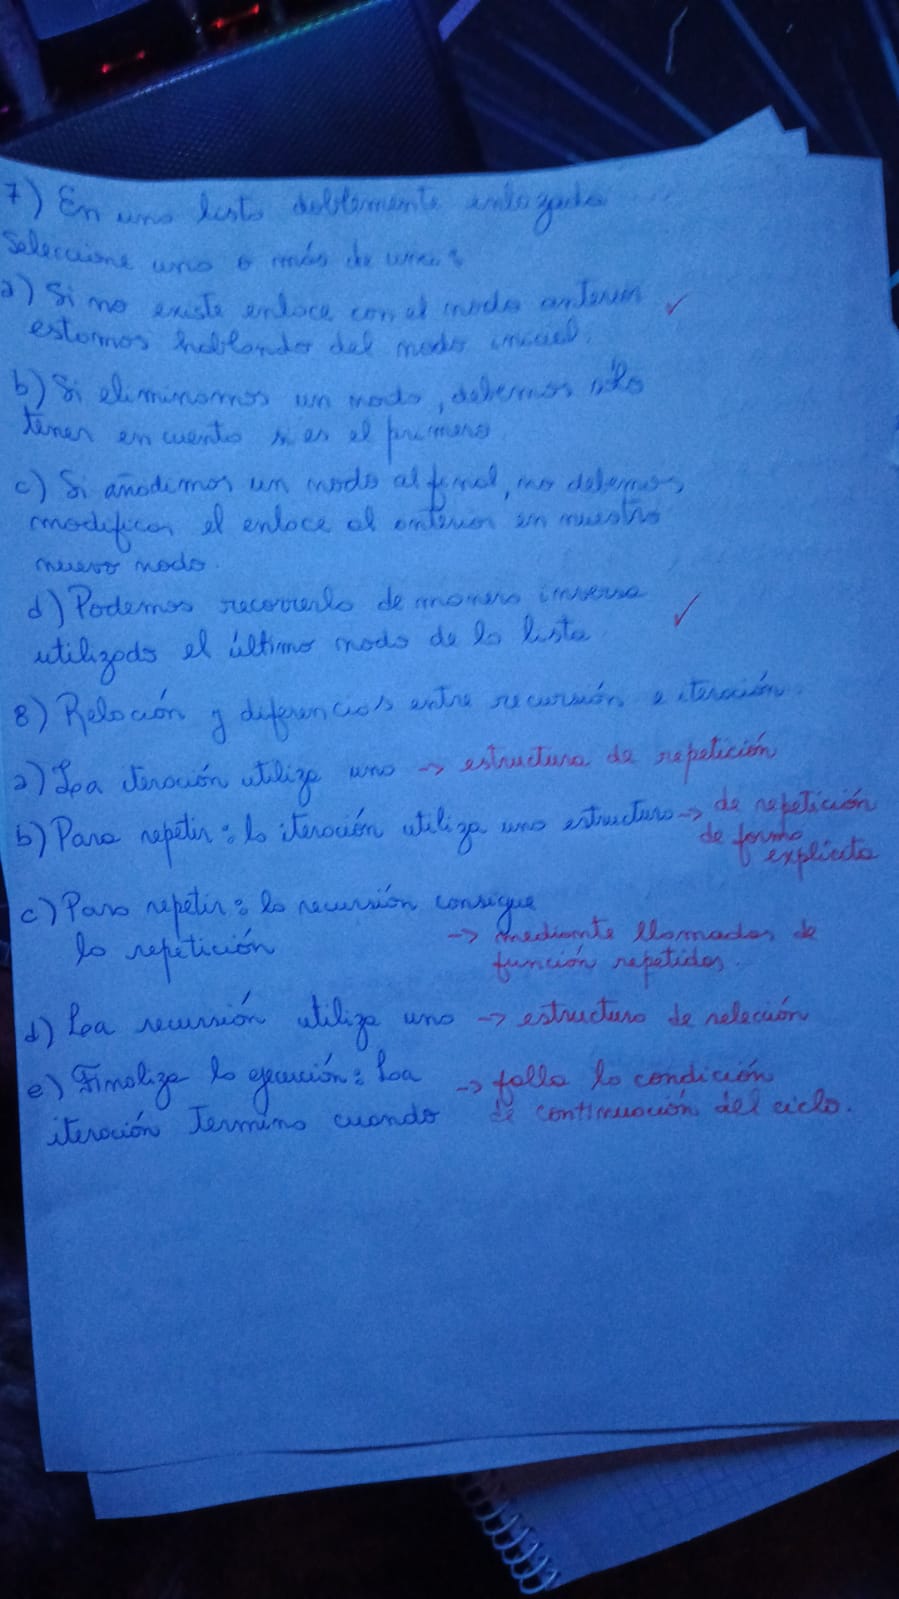 7) En una lista doblemente enlazada ...
Seleccione una o más de una:
a) Si no existe enlace con el nodo anterior ✓
estamos hablando del nodo inicial.
b) Si eliminamos un nodo, debemos sólo
tener en cuenta si es el primero
c) Si añadimos un nodo al final, no debemos
modificar el enlace al anterior en nuestro
nuevo nodo.
d) Podemos recorrerla de manera inversa ✓
utilizado el último nodo de la lista.
8) Relación y diferencias entre recursión e iteración.
a) Loa iteración utiliza una -> estructura de repetición
b) Para repetir: la iteración utiliza una estructura -> de repetición
de forma
explicita
c) Para repetir: la recursión consigue
la repetición -> mediante llamadas de
función repetidas.
d) Loa recursión utiliza una -> estructura de selección
e) Finaliza la ejecución: Loa -> falla la condición
iteración Termina cuando de continuación del ciclo.